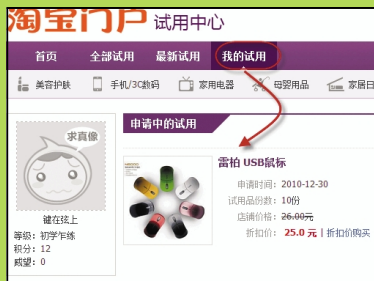 淘宝门户 试用中心
首页 全部试用 最新试用 我的试用
美容护肤 手机/3C数码 家用电器 母婴用品 家居日
申请中的试用
求真像
雷柏 USB鼠标
申请时间：2010-12-30
试用品份数：10份
店铺价格：26.00元
折扣价：25.0 元 | 折扣价购买
键在弦上
等级：初学乍练
积分：12
威望：0